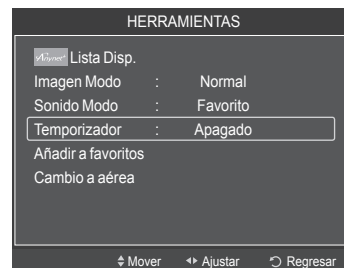 HERRAMIENTAS
Anynet+ Lista Disp.
Imagen Modo : Normal
Sonido Modo : Favorito
Temporizador : Apagado
Añadir a favoritos
Cambio a aérea
Mover Ajustar Regresar